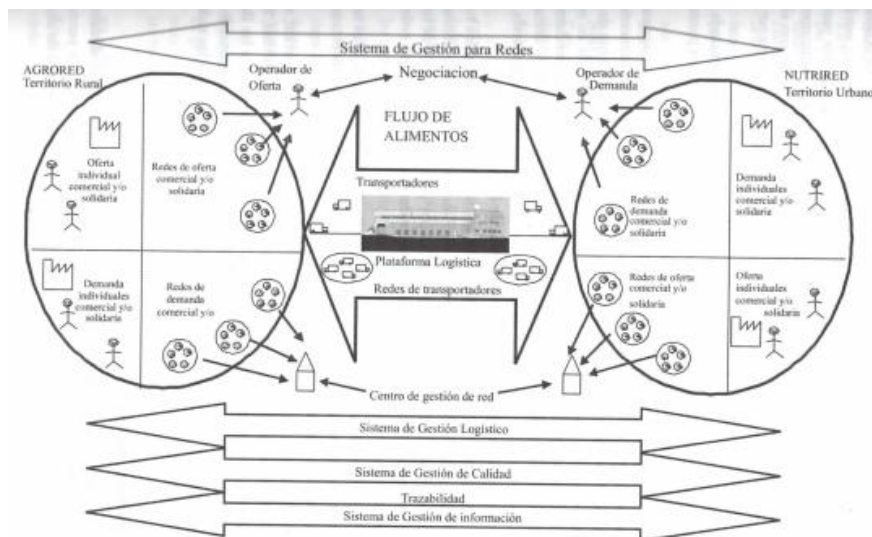 Sistema de Gestión para Redes
AGRORED
Territorio Rural
Operador de
Oferta
Negociacion
Operador de
Demanda
NUTRIRED
Territorio Urbano
FLUJO DE
ALIMENTOS
Oferta
individual
comercial y/o
solidaria
Redes de oferta
comercial y/o
solidaria
Transportadores
Redes de
demanda
comercial y/o
solidaria
Demanda
individuales
comercial y/o
solidaria
Plataforma Logística
Redes de transportadores
Demanda
individuales
comercial y/o
solidaria
Redes de
demanda
comercial y/o
Redes de oferta
comercial y/o
solidaria
Oferta
individuales
comercial y/o
solidaria
Centro de gestión de red
Sistema de Gestión Logístico
Sistema de Gestión de Calidad
Trazabilidad
Sistema de Gestión de información